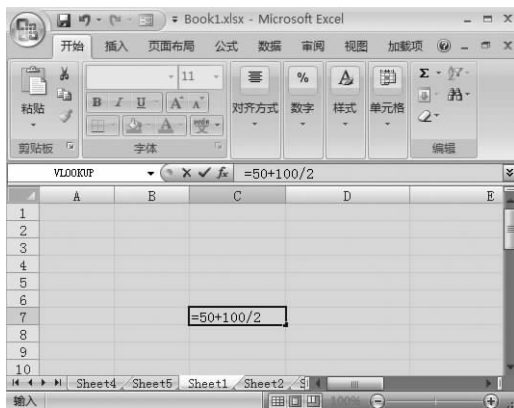 Book1.xlsx - Microsoft Excel
开始 插入 页面布局 公式 数据 审阅 视图 加载项
11
% A Σ
粘贴 B I U A A 对齐方式 数字 样式 单元格
A 變
剪贴板 字体 编辑
VLOOKUP fx =50+100/2
A B C D E
1
2
3
4
5
6
7 =50+100/2
8
9
10
Sheet4 Sheet5 Sheet1 Sheet2
输入 100%